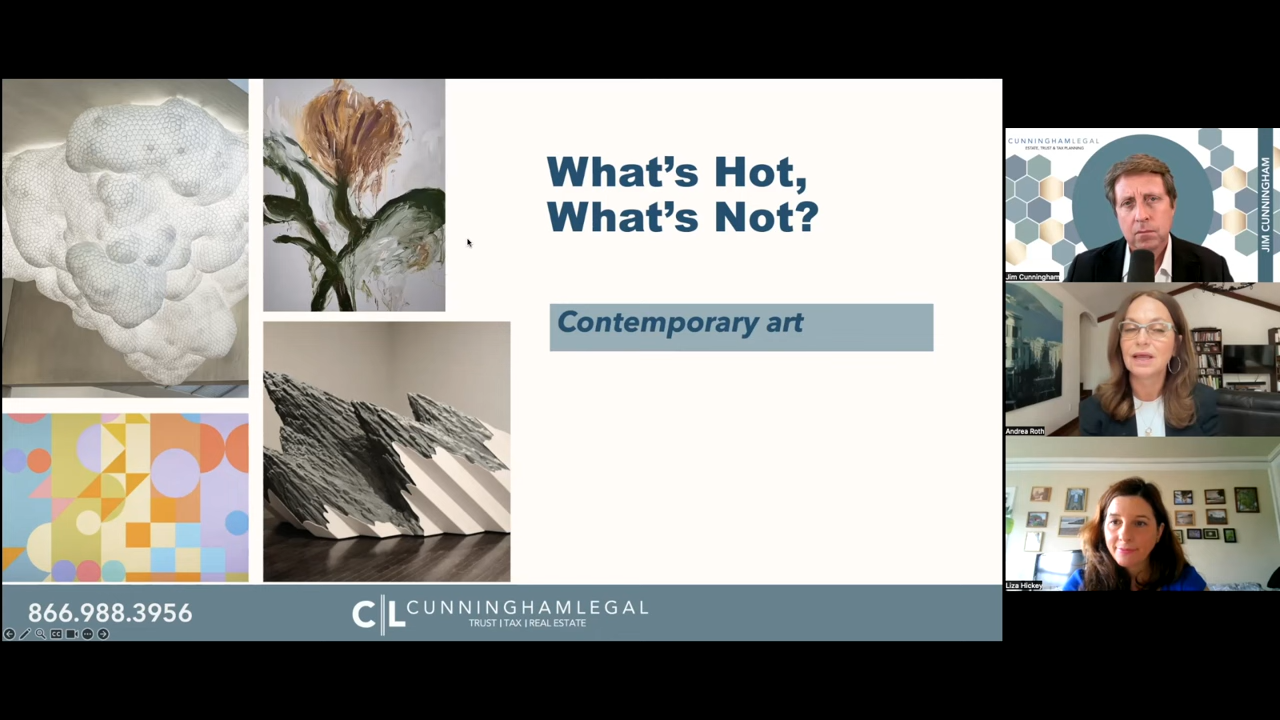 What’s Hot,
What’s Not?
Contemporary art
866.988.3956
CL CUNNINGHAMLEGAL
TRUST | TAX | REAL ESTATE
CUNNINGHAMLEGAL
ESTATE, TRUST & TAX PLANNING
JIM CUNNINGHAM
Jim Cunningham
Andrea Roth
Liza Hickey